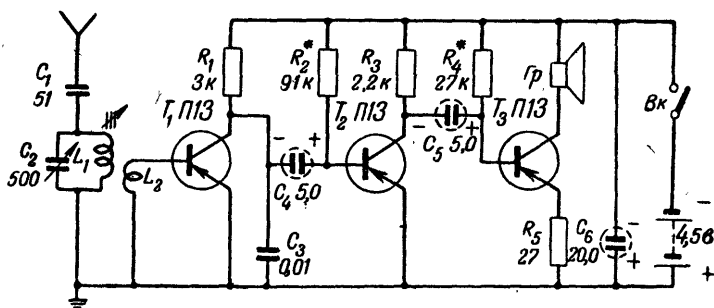 C₁
51
C₂
500
L₁
L₂
R₁
3к
T₁ П13
C₃
0,01
C₄ 5,0
- +
R₂*
91к
T₂ П13
R₃
2,2к
C₅ 5,0
- +
R₄*
27к
T₃ П13
Гр
R₅
27
C₆
20,0
-
+
Вк
-
4,5в
+